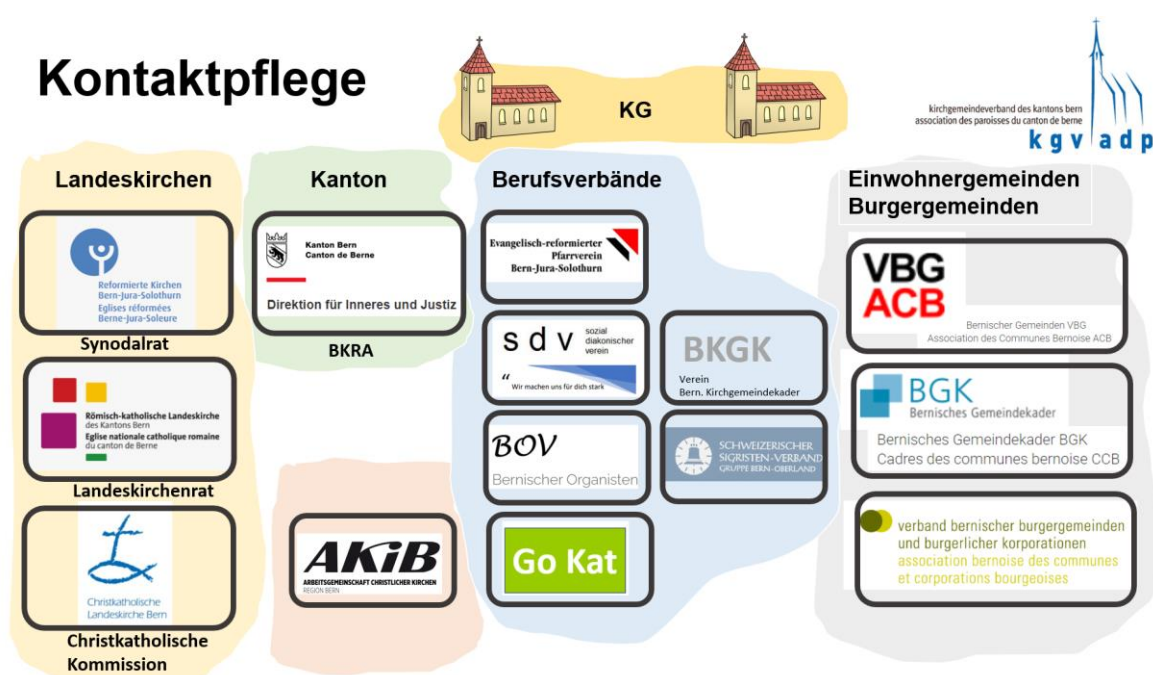 Kontaktpflege
KG
kirchgemeindeverband des kantons bern
association des paroisses du canton de berne
kgv adp
Landeskirchen
Reformierte Kirchen
Bern-Jura-Solothurn
Eglises réformées
Berne-Jura-Soleure
Synodalrat
Römisch-katholische Landeskirche
des Kantons Bern
Eglise nationale catholique romaine
du canton de Berne
Landeskirchenrat
Christkatholische
Landeskirche Bern
Christkatholische
Kommission
Kanton
Kanton Bern
Canton de Berne
Direktion für Inneres und Justiz
BKRA
AKiB
ARBEITSGEMEINSCHAFT CHRISTLICHER KIRCHEN
REGION BERN
Berufsverbände
Evangelisch-reformierter
Pfarrverein
Bern-Jura-Solothurn
sdv
sozial
diakonischer
verein
“ Wir machen uns für dich stark
BKGK
Verein
Bern. Kirchgemeindekader
BOV
Bernischer Organisten
SCHWEIZERISCHER
SIGRISTEN-VERBAND
GRUPPE BERN-OBERLAND
Go Kat
Einwohnergemeinden
Burgergemeinden
VBG
ACB
Bernischer Gemeinden VBG
Association des Communes Bernoise ACB
BGK
Bernisches Gemeindekader
Bernisches Gemeindekader BGK
Cadres des communes bernoise CCB
verband bernischer burgergemeinden
und burgerlicher korporationen
association bernoise des communes
et corporations bourgeoises